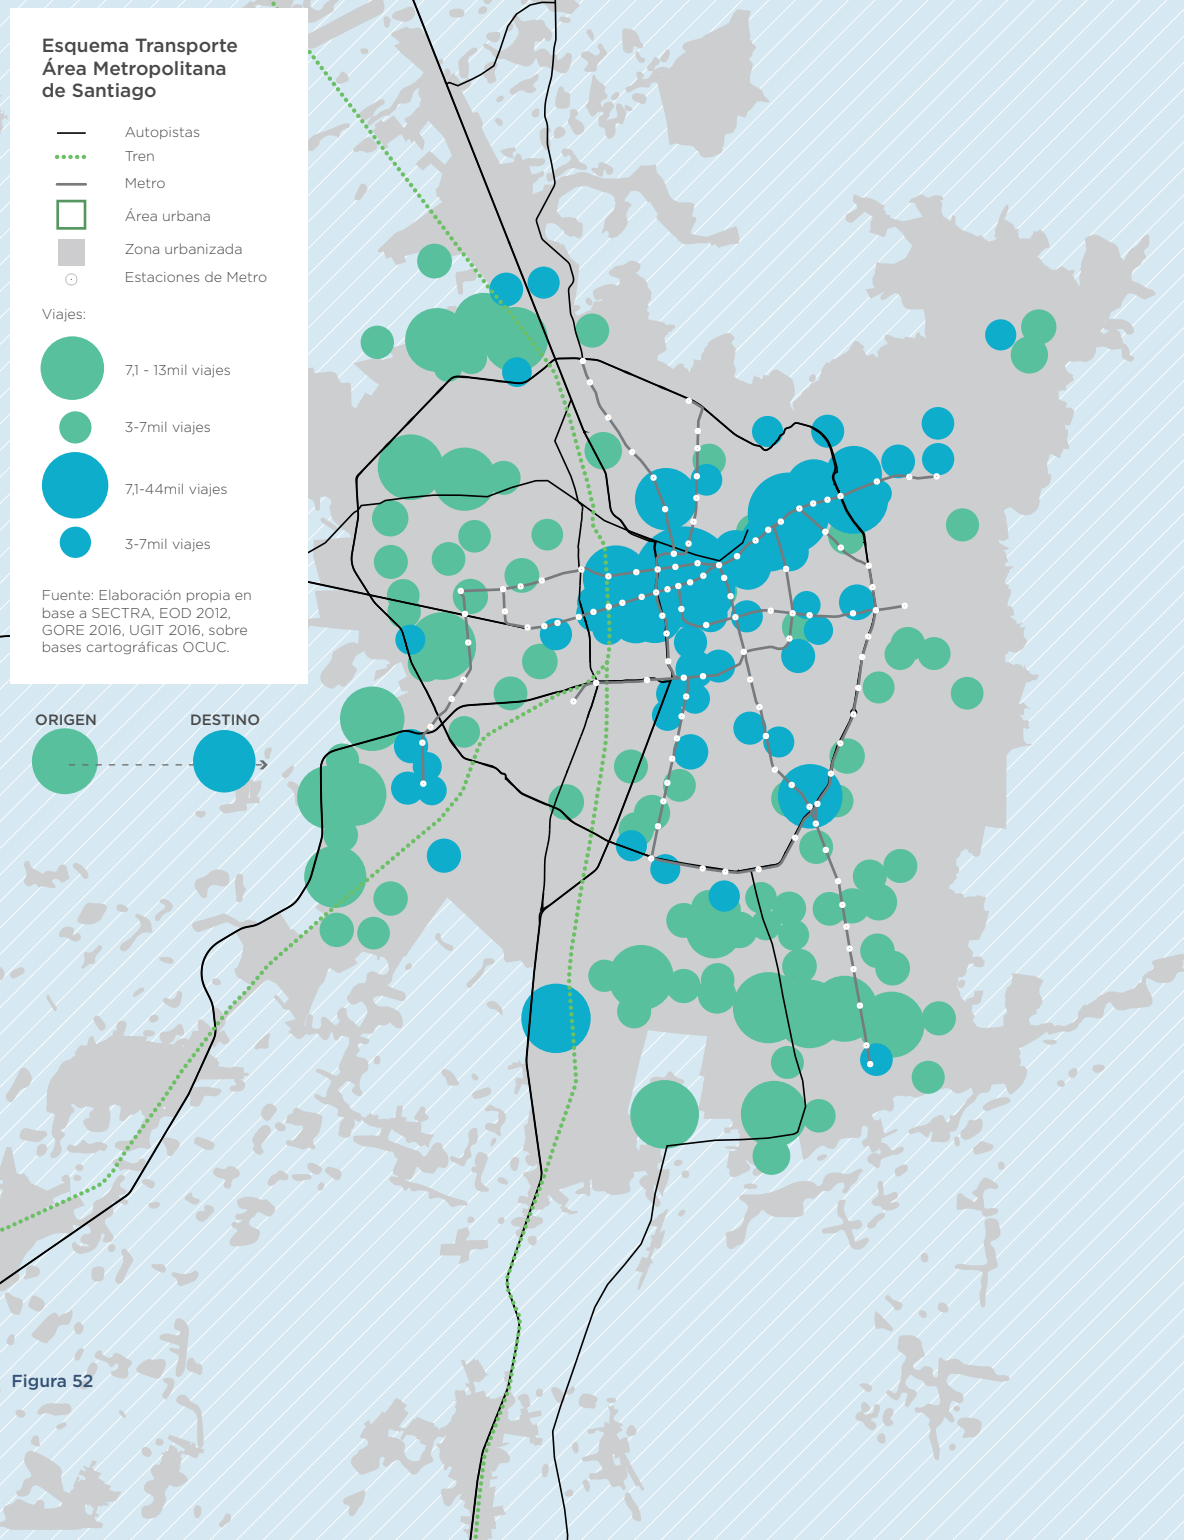 Esquema Transporte
Área Metropolitana
de Santiago
Autopistas
Tren
Metro
Área urbana
Zona urbanizada
Estaciones de Metro
Viajes:
7,1 - 13mil viajes
3-7mil viajes
7,1-44mil viajes
3-7mil viajes
Fuente: Elaboración propia en
base a SECTRA, EOD 2012,
GORE 2016, UGIT 2016, sobre
bases cartográficas OCUC.
ORIGEN
DESTINO
Figura 52